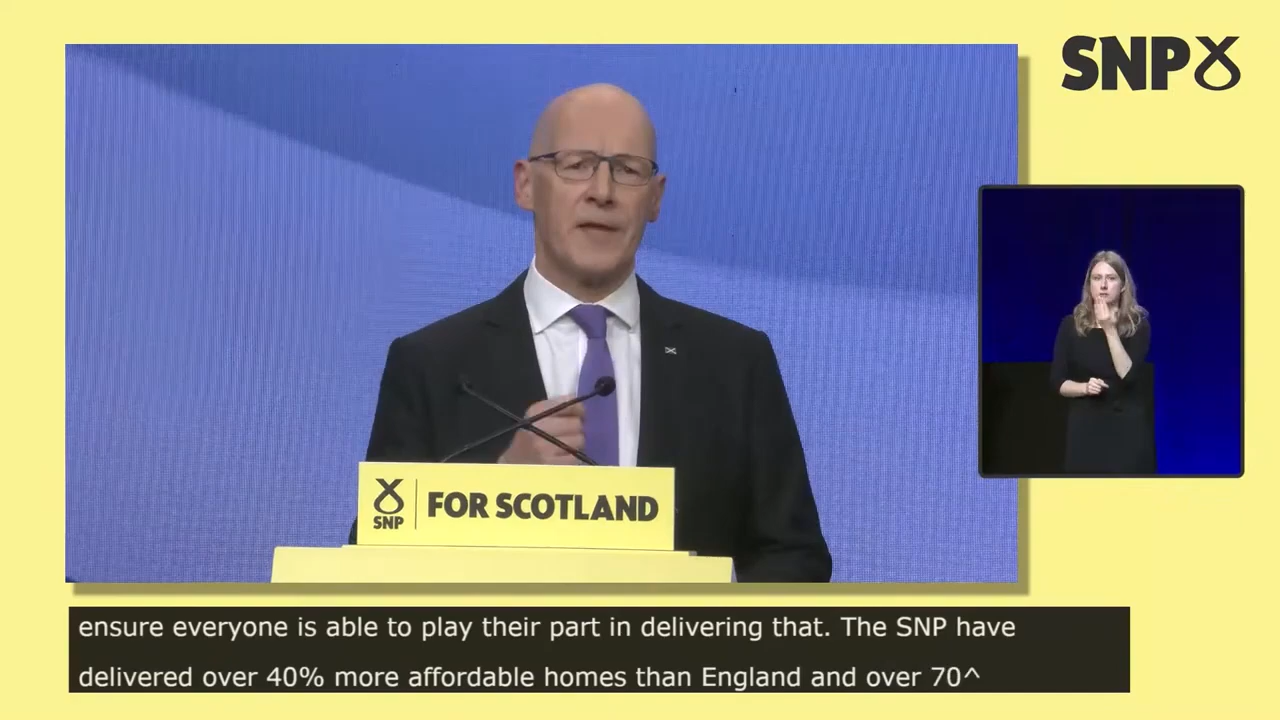 SNP
SNP
FOR SCOTLAND
ensure everyone is able to play their part in delivering that. The SNP have
delivered over 40% more affordable homes than England and over 70^